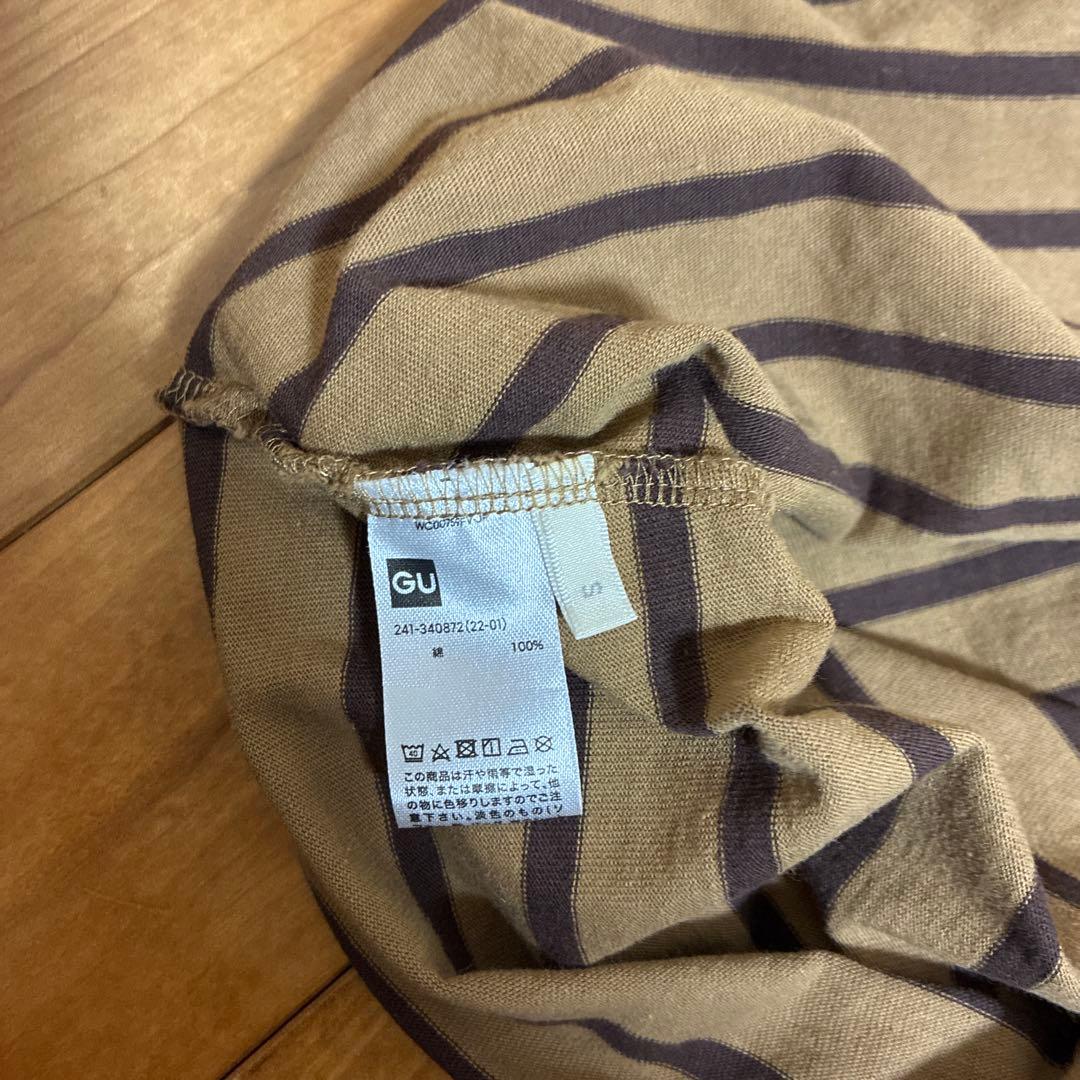 GU
241-340872(22-01)
綿 100%
40
この商品は汗や雨等で湿った
状態、または摩擦によって、他
の物に色移りしますのでご注
意下さい。淡色のもの(ソ
S